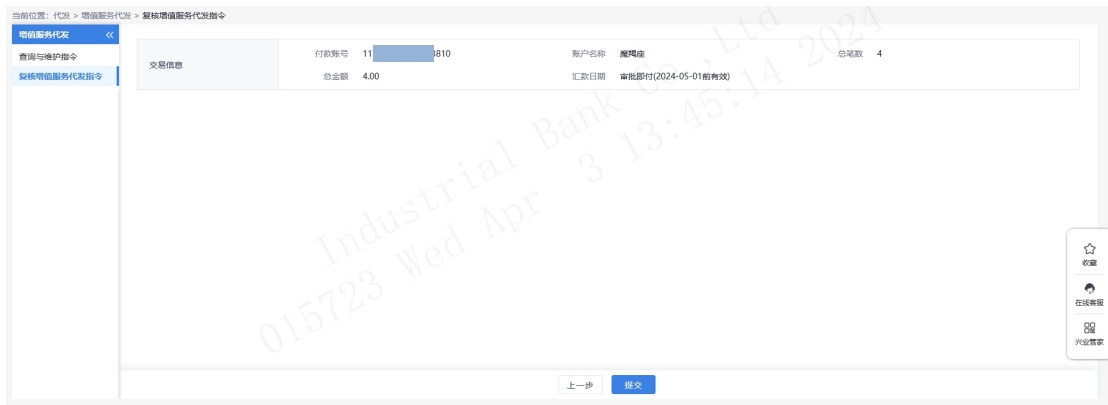 当前位置：代发 > 增值服务代发 > 复核增值服务代发指令
增值服务代发 «
查询与维护指令
复核增值服务代发指令
交易信息
付款账号 11 3810 账户名称 魔羯座 总笔数 4
总金额 4.00 汇款日期 审批即付(2024-05-01前有效)
Industrial Bank Co., Ltd
015723 Wed Apr 3 13:45:14 2024
收藏
在线客服
兴业管家
上一步 提交